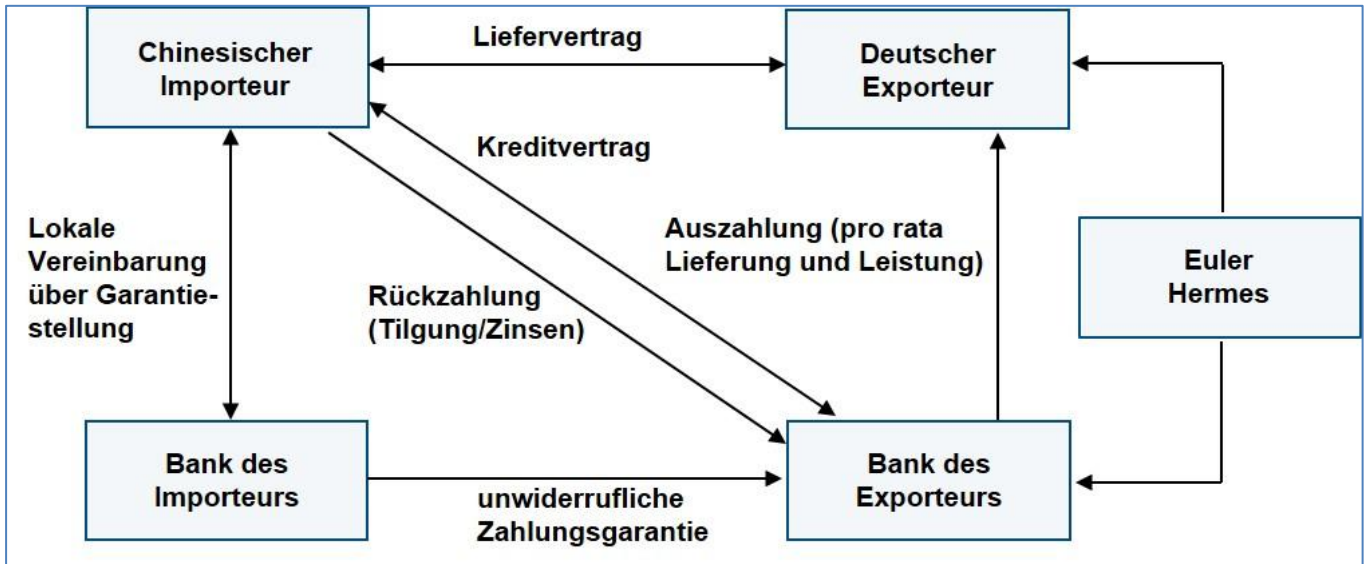 Chinesischer
Importeur
Liefervertrag
Deutscher
Exporteur
Kreditvertrag
Lokale
Vereinbarung
über Garantie-
stellung
Auszahlung (pro rata
Lieferung und Leistung)
Euler
Hermes
Rückzahlung
(Tilgung/Zinsen)
Bank des
Importeurs
unwiderrufliche
Zahlungsgarantie
Bank des
Exporteurs